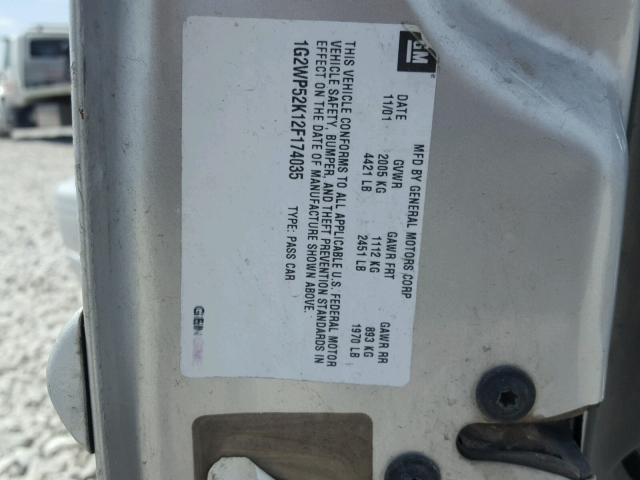 GM
MFD BY GENERAL MOTORS CORP
DATE GVWR GAWR FRT GAWR RR
11/01 2005 KG 1112 KG 893 KG
4421 LB 2451 LB 1970 LB
THIS VEHICLE CONFORMS TO ALL APPLICABLE U.S. FEDERAL MOTOR
VEHICLE SAFETY, BUMPER, AND THEFT PREVENTION STANDARDS IN
EFFECT ON THE DATE OF MANUFACTURE SHOWN ABOVE.
1G2WP52K12F174035 TYPE: PASS CAR